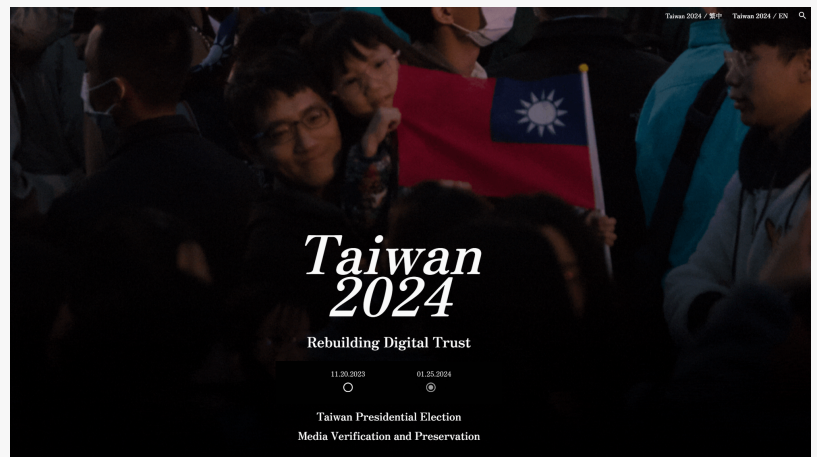 Taiwan 2024 / 繁中 Taiwan 2024 / EN
Taiwan
2024
Rebuilding Digital Trust
11.20.2023 01.25.2024
Taiwan Presidential Election
Media Verification and Preservation